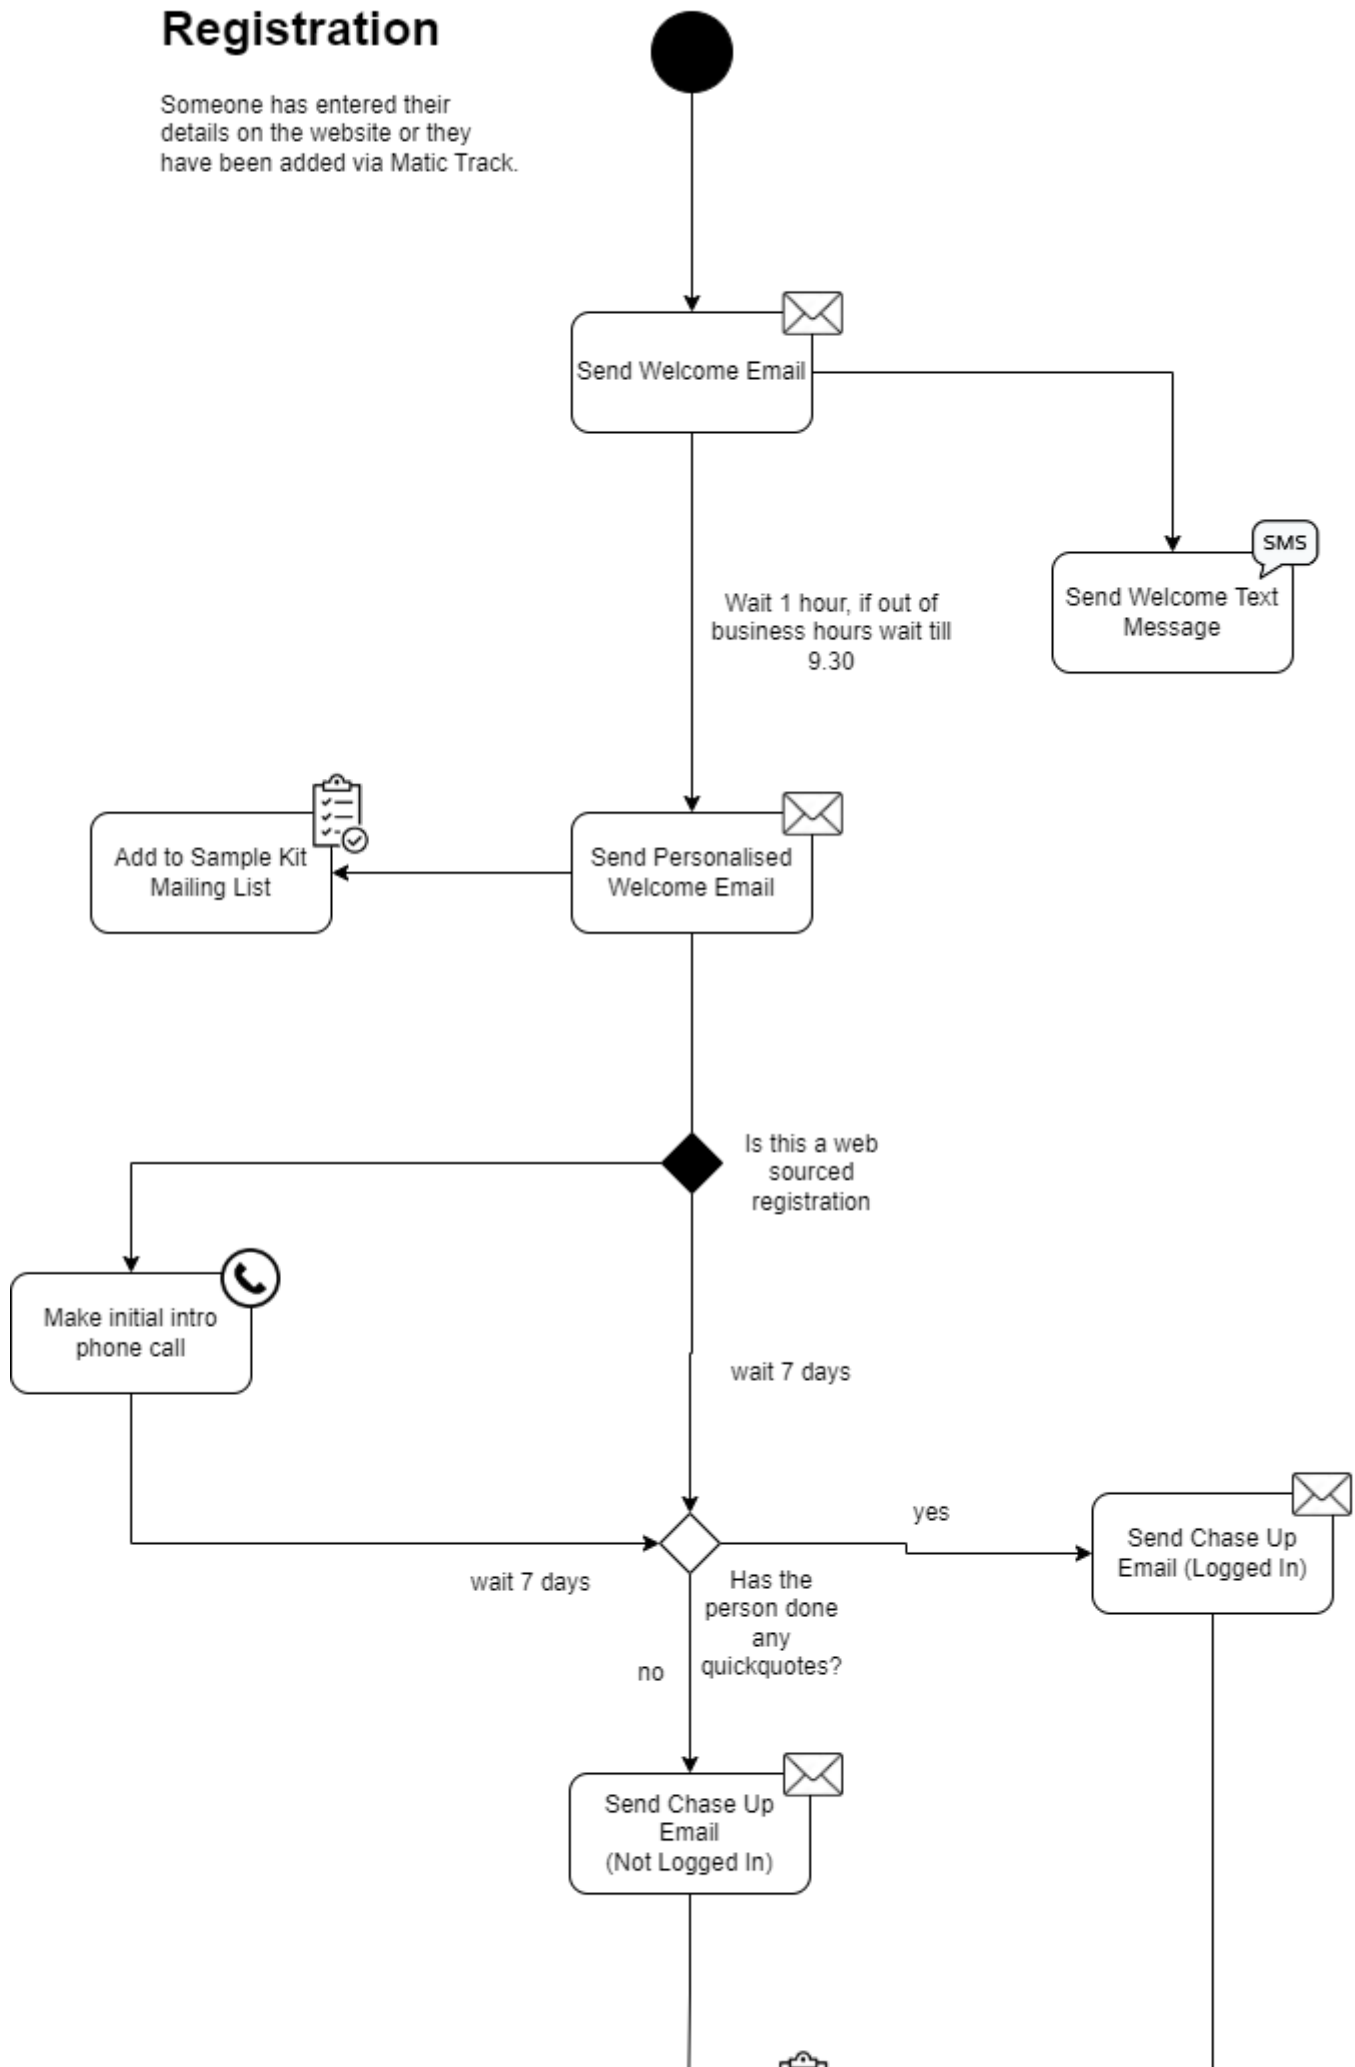 Registration
Someone has entered their
details on the website or they
have been added via Matic Track.
Send Welcome Email
SMS
Send Welcome Text
Message
Wait 1 hour, if out of
business hours wait till
9.30
Add to Sample Kit
Mailing List
Send Personalised
Welcome Email
Is this a web
sourced
registration
Make initial intro
phone call
wait 7 days
yes
Send Chase Up
Email (Logged In)
wait 7 days
Has the
person done
any
quickquotes?
no
Send Chase Up
Email
(Not Logged In)